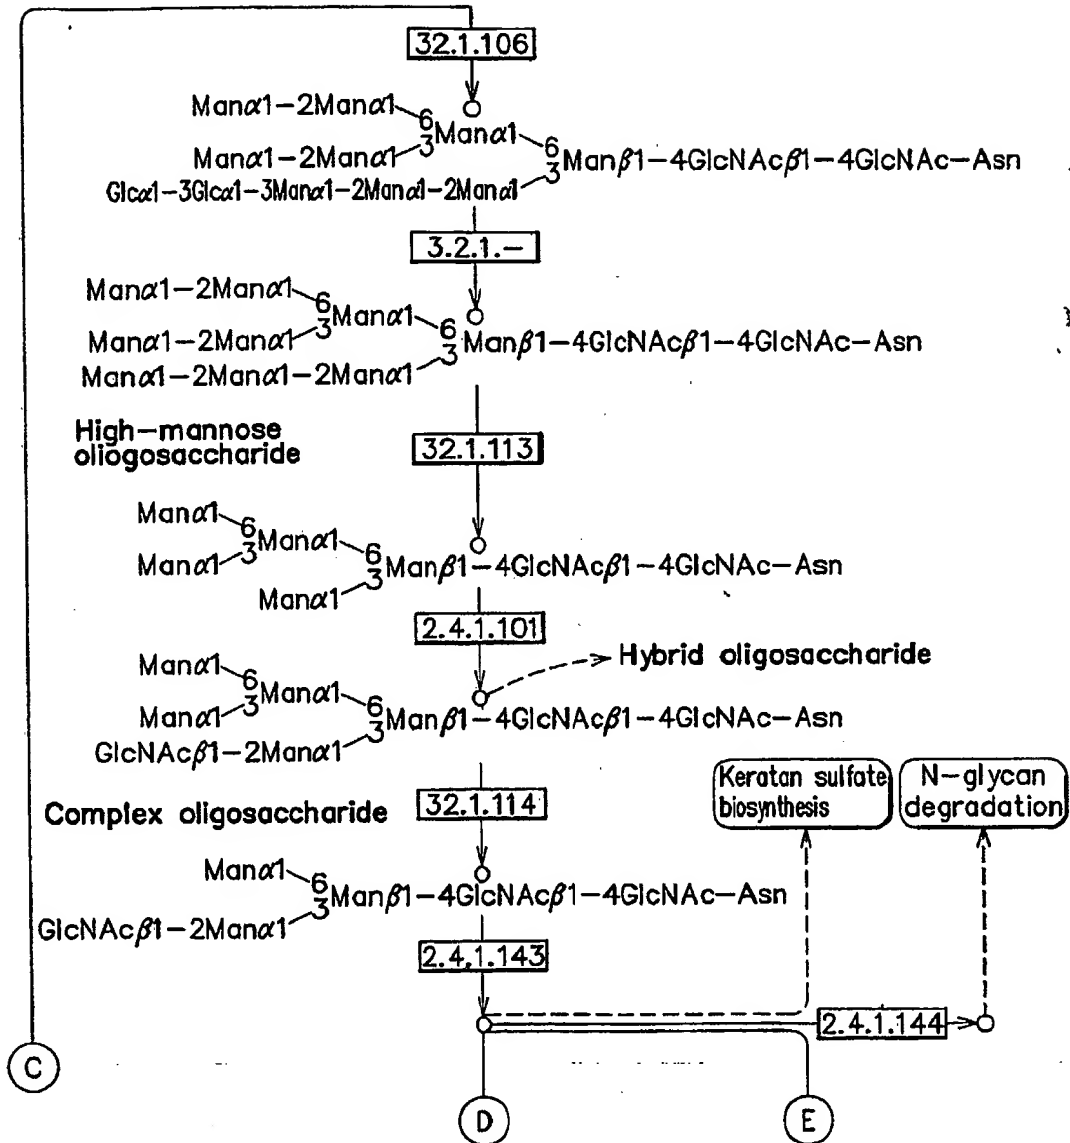 32.1.106
Manα1-2Manα1
6
3
Manα1
Manα1-2Manα1
6
3
Manβ1-4GlcNAcβ1-4GlcNAc-Asn
Glcα1-3Glcα1-3Manα1-2Manα1-2Manα1
3.2.1.-
Manα1-2Manα1
6
3
Manα1
Manα1-2Manα1
6
3
Manβ1-4GlcNAcβ1-4GlcNAc-Asn
Manα1-2Manα1-2Manα1
High-mannose
oliogosaccharide
32.1.113
Manα1
6
3
Manα1
Manα1
6
3
Manβ1-4GlcNAcβ1-4GlcNAc-Asn
Manα1
2.4.1.101
Hybrid oligosaccharide
Manα1
6
3
Manα1
Manα1
6
3
Manβ1-4GlcNAcβ1-4GlcNAc-Asn
GlcNAcβ1-2Manα1
Keratan sulfate
biosynthesis
N-glycan
degradation
Complex oligosaccharide
32.1.114
Manα1
6
3
Manβ1-4GlcNAcβ1-4GlcNAc-Asn
GlcNAcβ1-2Manα1
2.4.1.143
2.4.1.144
C
D
E